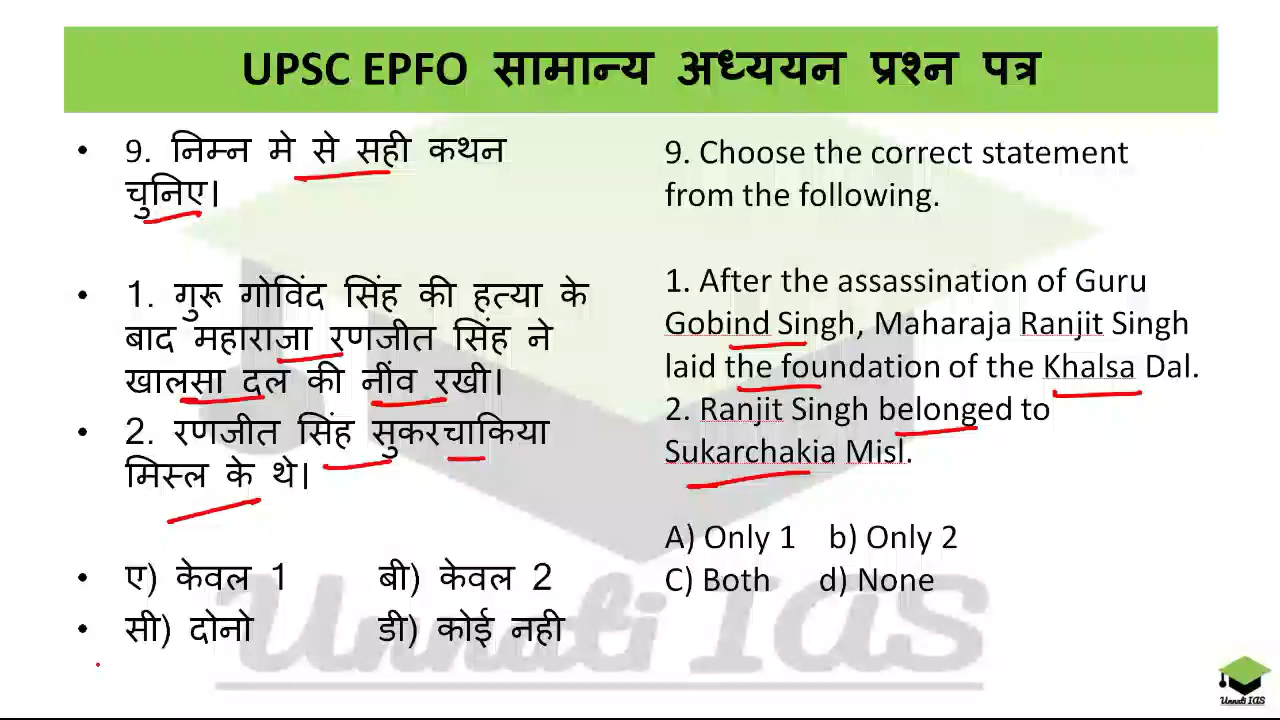 UPSC EPFO सामान्य अध्ययन प्रश्न पत्र
• 9. निम्न मे से सही कथन
चुनिए।
• 1. गुरू गोविंद सिंह की हत्या के
बाद महाराजा रणजीत सिंह ने
खालसा दल की नींव रखी।
• 2. रणजीत सिंह सुकरचाकिया
मिस्ल के थे।
• ए) केवल 1 बी) केवल 2
• सी) दोनो डी) कोई नही
9. Choose the correct statement
from the following.
1. After the assassination of Guru
Gobind Singh, Maharaja Ranjit Singh
laid the foundation of the Khalsa Dal.
2. Ranjit Singh belonged to
Sukarchakia Misl.
A) Only 1 b) Only 2
C) Both d) None
Unnati IAS
Unnati IAS